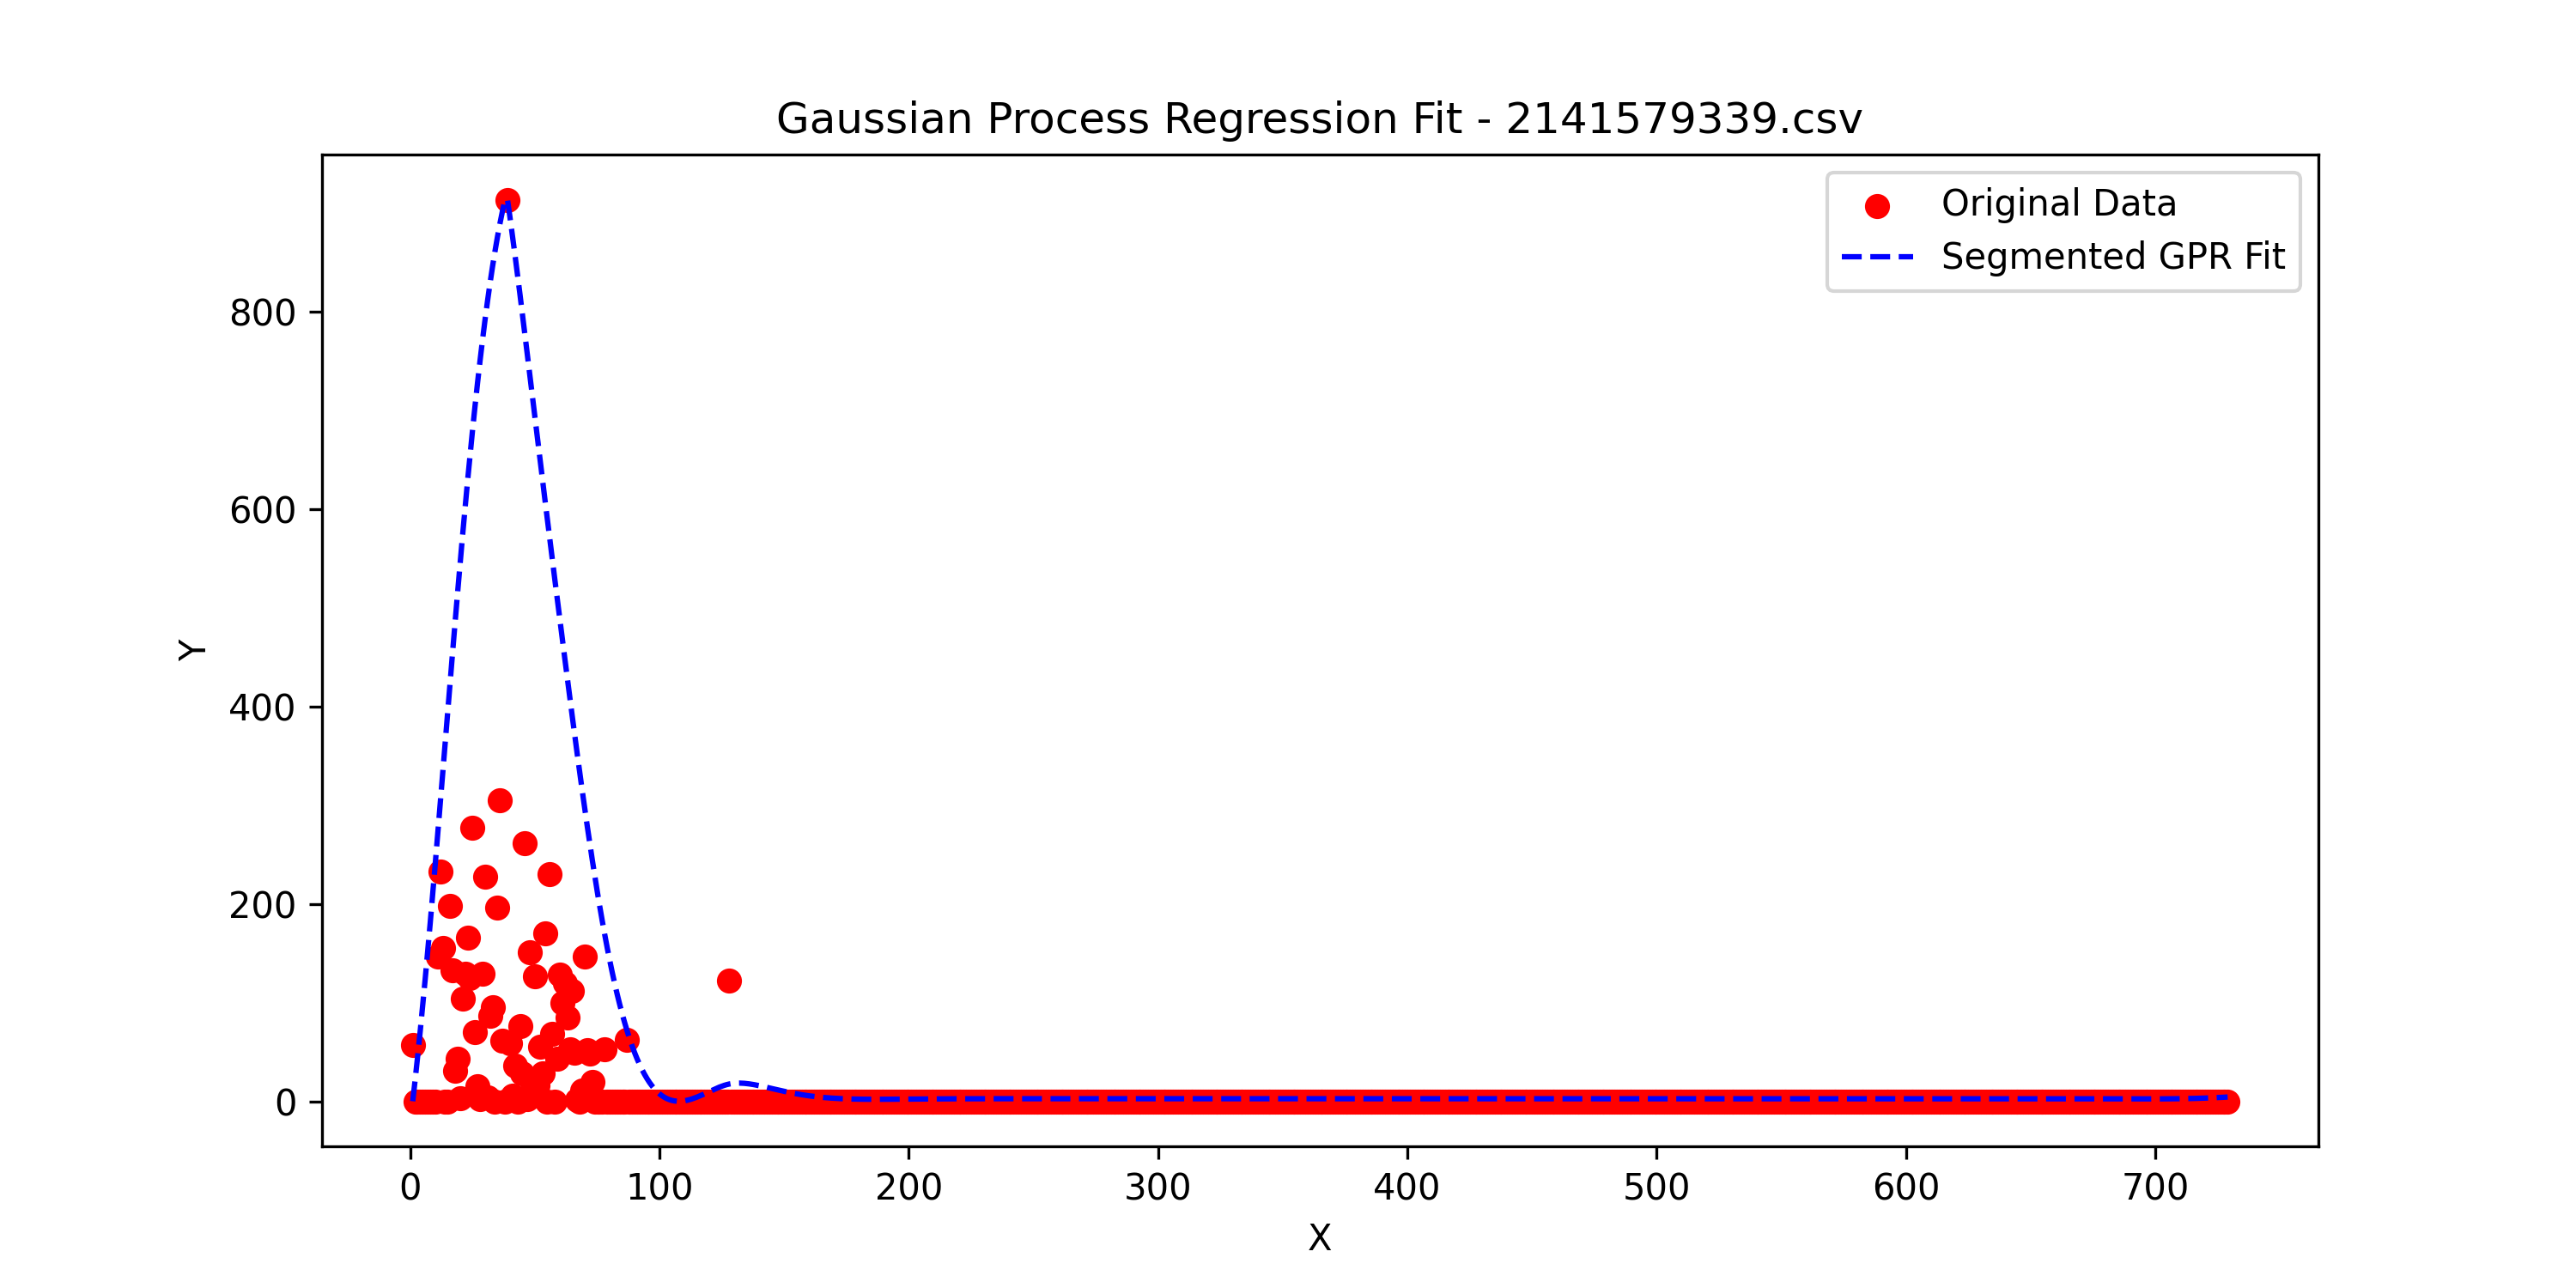 Gaussian Process Regression Fit - 2141579339.csv
Original Data
Segmented GPR Fit
800
600
400
200
0
Y
0 100 200 300 400 500 600 700
X